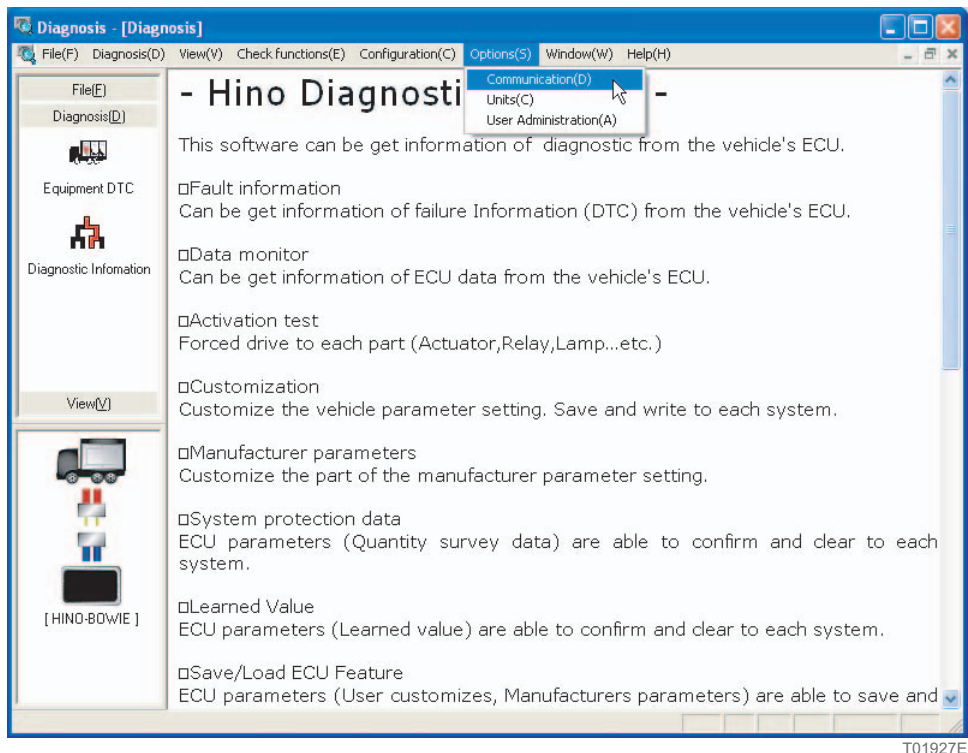 Diagnosis - [Diagnosis]
File(F) Diagnosis(D) View(V) Check functions(E) Configuration(C) Options(S) Window(W) Help(H)
Communication(D)
Units(C)
User Administration(A)
File(F)
Diagnosis(D)
Equipment DTC
Diagnostic Infomation
View(V)
[ HINO-BOWIE ]
- Hino Diagnosti -
This software can be get information of diagnostic from the vehicle's ECU.
□Fault information
Can be get information of failure Information (DTC) from the vehicle's ECU.
□Data monitor
Can be get information of ECU data from the vehicle's ECU.
□Activation test
Forced drive to each part (Actuator,Relay,Lamp...etc.)
□Customization
Customize the vehicle parameter setting. Save and write to each system.
□Manufacturer parameters
Customize the part of the manufacturer parameter setting.
□System protection data
ECU parameters (Quantity survey data) are able to confirm and clear to each
system.
□Learned Value
ECU parameters (Learned value) are able to confirm and clear to each system.
□Save/Load ECU Feature
ECU parameters (User customizes, Manufacturers parameters) are able to save and
T01927E